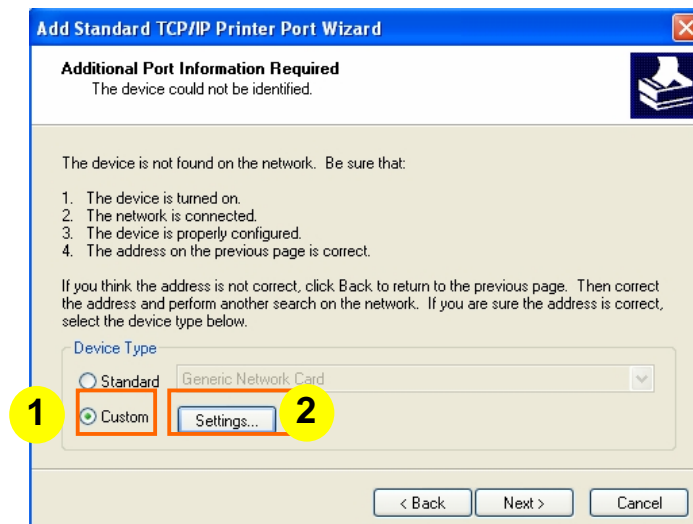 Add Standard TCP/IP Printer Port Wizard
Additional Port Information Required
The device could not be identified.
The device is not found on the network. Be sure that:
1. The device is turned on.
2. The network is connected.
3. The device is properly configured.
4. The address on the previous page is correct.
If you think the address is not correct, click Back to return to the previous page. Then correct
the address and perform another search on the network. If you are sure the address is correct,
select the device type below.
Device Type
Standard Generic Network Card
1 Custom Settings... 2
< Back Next > Cancel